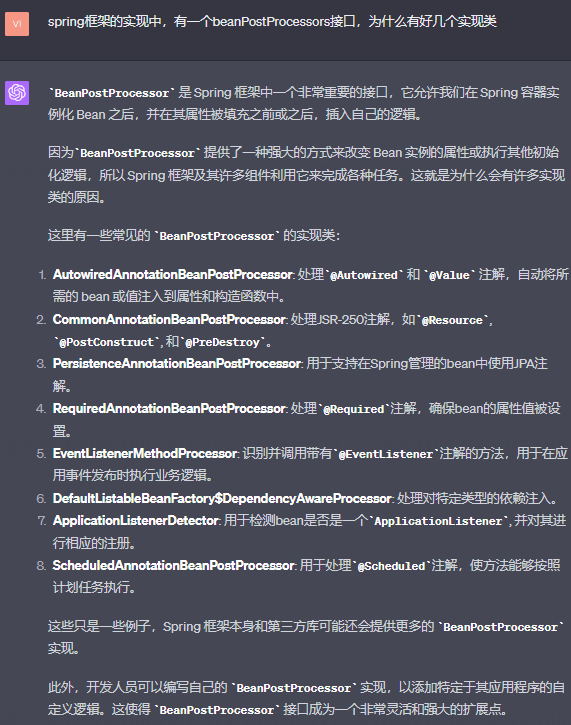 VI
spring框架的实现中，有一个beanPostProcessors接口，为什么有好几个实现类
`BeanPostProcessor` 是 Spring 框架中一个非常重要的接口，它允许我们在 Spring 容器实
例化 Bean 之后，并在其属性被填充之前或之后，插入自己的逻辑。
因为`BeanPostProcessor` 提供了一种强大的方式来改变 Bean 实例的属性或执行其他初始
化逻辑，所以 Spring 框架及其许多组件利用它来完成各种任务。这就是为什么会有许多实现
类的原因。
这里有一些常见的 `BeanPostProcessor` 的实现类：
1. AutowiredAnnotationBeanPostProcessor: 处理`@Autowired` 和 `@Value` 注解，自动将所
需的 bean 或值注入到属性和构造函数中。
2. CommonAnnotationBeanPostProcessor: 处理JSR-250注解，如`@Resource`,
`@PostConstruct`, 和`@PreDestroy`。
3. PersistenceAnnotationBeanPostProcessor: 用于支持在Spring管理的bean中使用JPA注
解。
4. RequiredAnnotationBeanPostProcessor: 处理`@Required`注解，确保bean的属性值被设
置。
5. EventListenerMethodProcessor: 识别并调用带有`@EventListener`注解的方法，用于在应
用事件发布时执行业务逻辑。
6. DefaultListableBeanFactory$DependencyAwareProcessor: 处理对特定类型的依赖注入。
7. ApplicationListenerDetector: 用于检测bean是否是一个`ApplicationListener`, 并对其进
行相应的注册。
8. ScheduledAnnotationBeanPostProcessor: 用于处理`@Scheduled`注解，使方法能够按照
计划任务执行。
这些只是一些例子，Spring 框架本身和第三方库可能还会提供更多的 `BeanPostProcessor`
实现。
此外，开发人员可以编写自己的 `BeanPostProcessor` 实现，以添加特定于其应用程序的自
定义逻辑。这使得 `BeanPostProcessor` 接口成为一个非常灵活和强大的扩展点。